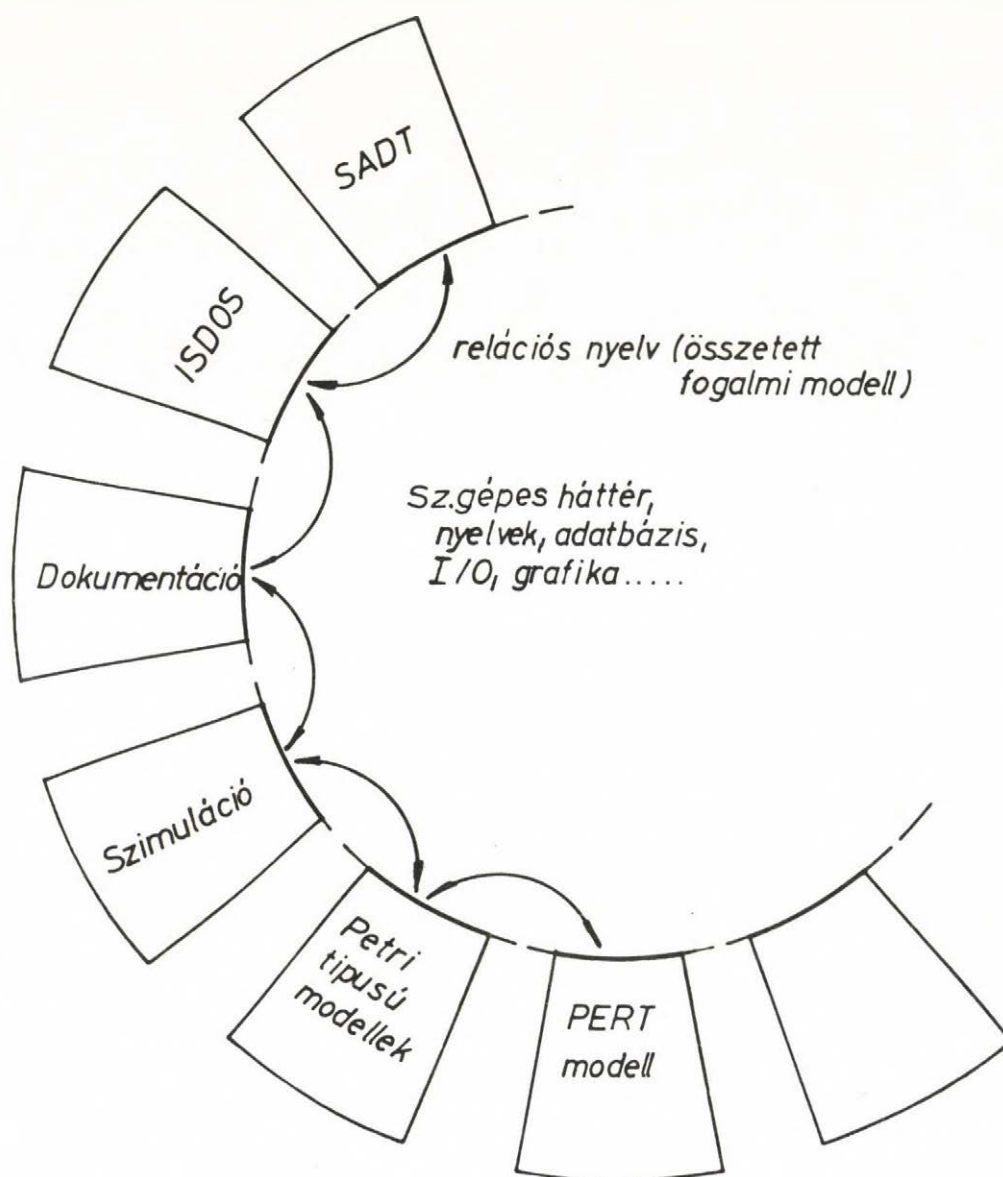 SADT
ISDOS
relációs nyelv (összetett
fogalmi modell)
Sz.gépes háttér,
nyelvek, adatbázis,
I/O, grafika.....
Dokumentáció
Szimuláció
Petri
tipusú
modellek
PERT
modell